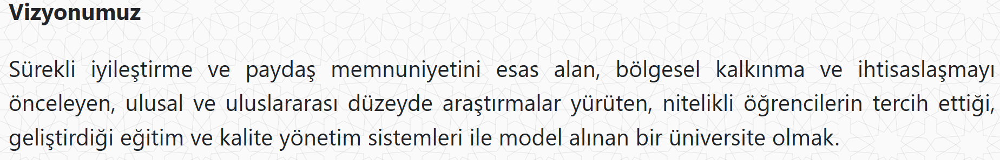 Vizyonumuz
Sürekli iyileştirme ve paydaş memnuniyetini esas alan, bölgesel kalkınma ve ihtisaslaşmayı
önceleyen, ulusal ve uluslararası düzeyde araştırmalar yürüten, nitelikli öğrencilerin tercih ettiği,
geliştirdiği eğitim ve kalite yönetim sistemleri ile model alınan bir üniversite olmak.